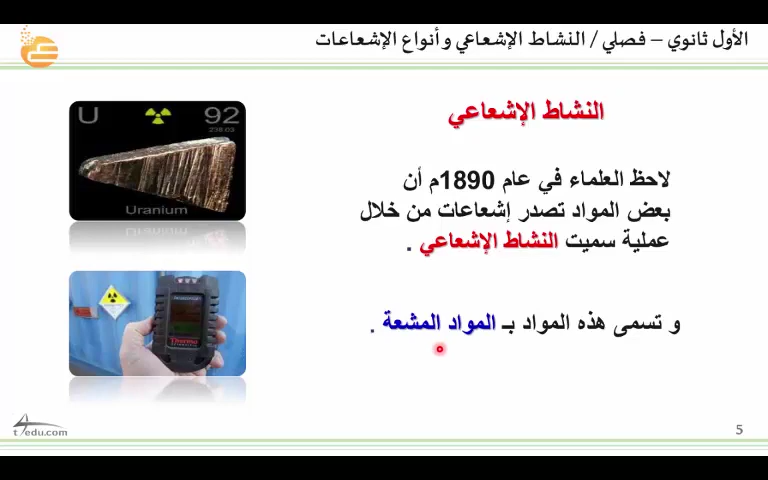 الأول ثانوي – فصلي / النشاط الإشعاعي وأنواع الإشعاعات
النشاط الإشعاعي
لاحظ العلماء في عام 1890م أن
بعض المواد تصدر إشعاعات من خلال
عملية سميت النشاط الإشعاعي .
و تسمى هذه المواد بـ المواد المشعة .
U 92
238.03
Uranium
Thermo
t4edu.com
5